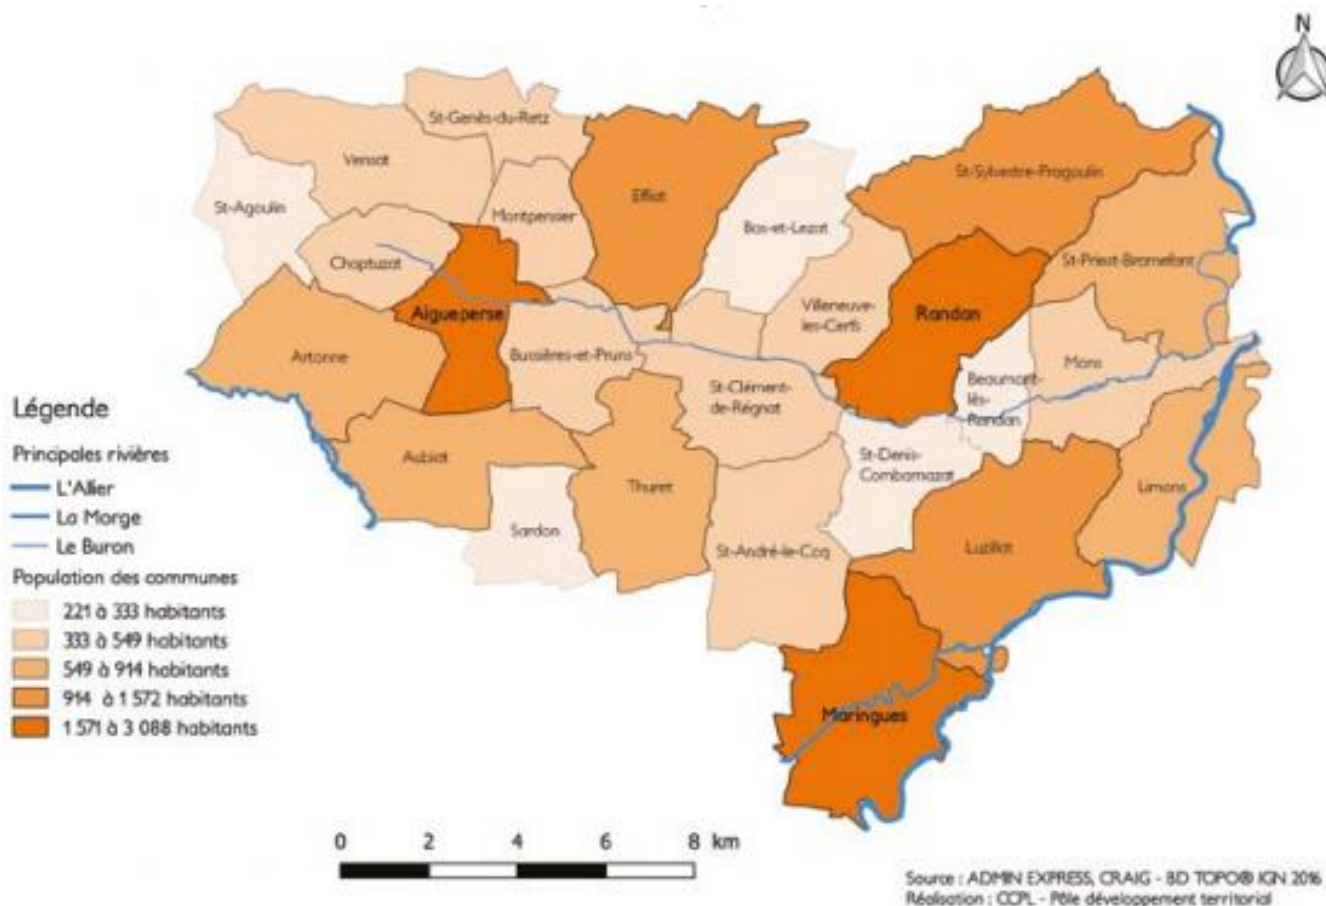 N
St-Genès-du-Retz
Vensat
St-Agoulin
Montpensier
Effiat
Bas-et-Lezat
St-Sylvestre-Pragoulin
Chaptuzat
St-Priest-Bramefant
Aigueperse
Villeneuve-
les-Cerfs
Randan
Artonne
Bussières-et-Pruns
Mons
Beaumont-
lès-
Randan
St-Clément-
de-Régnat
Aubiat
Thuret
St-Denis-
Combarnazat
Limons
Sardon
St-André-le-Coq
Luzillat
Maringues
Légende
Principales rivières
L'Allier
La Morge
Le Buron
Population des communes
221 à 333 habitants
333 à 549 habitants
549 à 914 habitants
914 à 1 572 habitants
1 571 à 3 088 habitants
0 2 4 6 8 km
Source : ADMIN EXPRESS, CRAIG - BD TOPO® IGN 2016
Réalisation : CCPL - Pôle développement territorial